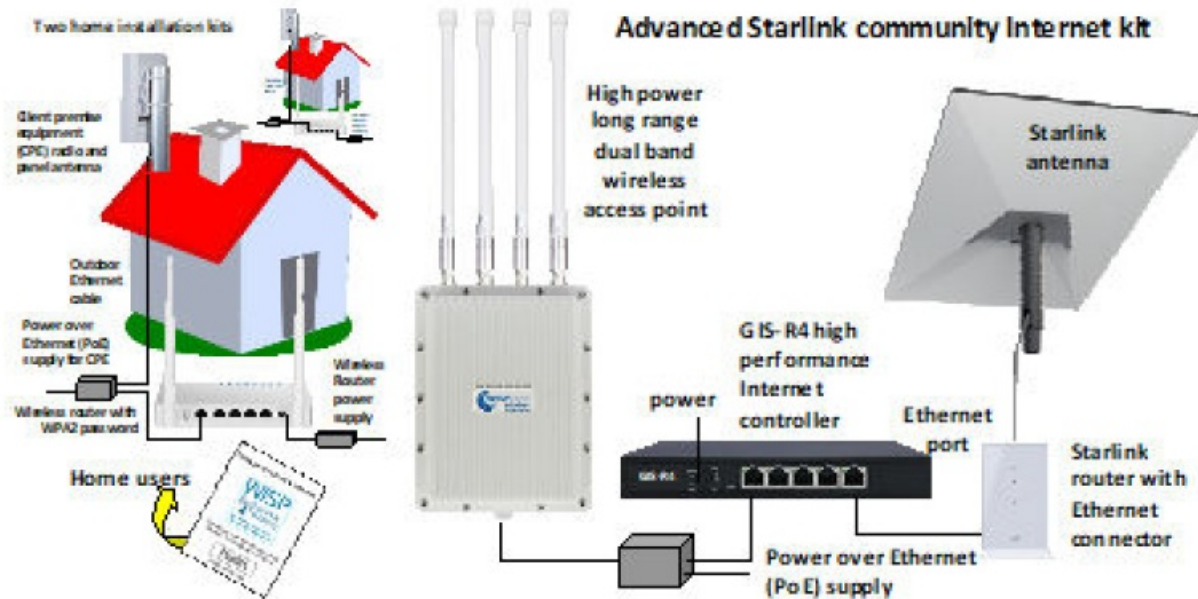 Two home installation kits
Advanced Starlink community Internet kit
Client premise
equipment
(CPE) radio and
panel antenna
High power
long range
dual band
wireless
access point
Starlink
antenna
Outdoor
Ethernet
cable
Power over
Ethernet (PoE)
supply for CPE
Wireless
Router
power
supply
Wireless router with
WPA2 password
GIS-R4 high
performance
Internet
controller
power
Ethernet
port
Starlink
router with
Ethernet
connector
GIS-R4
Home users
WISP
Power over Ethernet
(PoE) supply